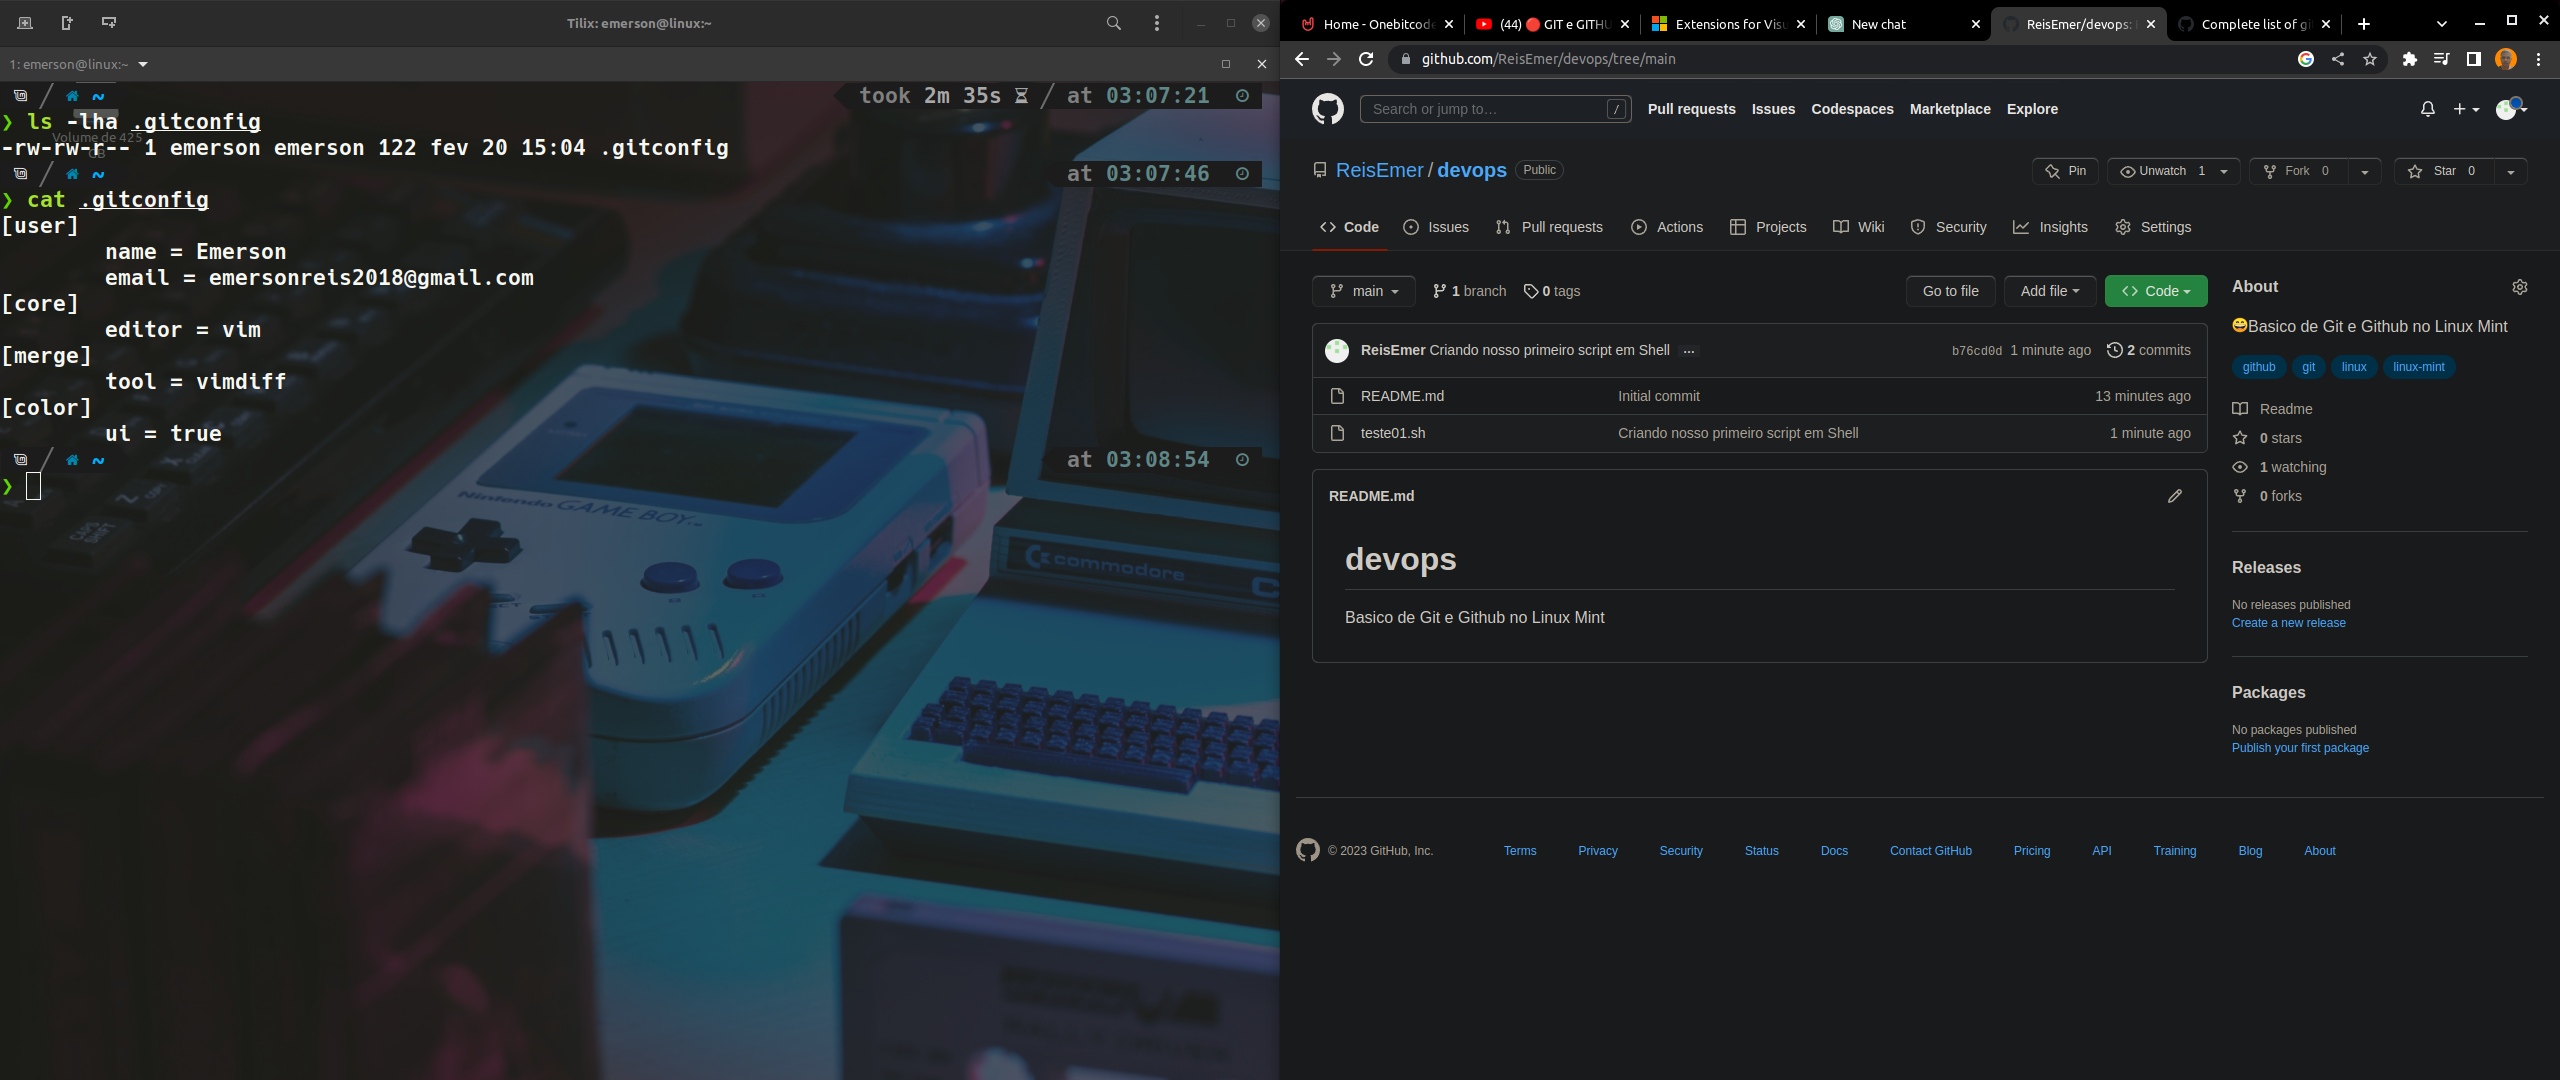 Tilix: emerson@linux:~
1: emerson@linux:~
~ took 2m 35s at 03:07:21
❯ ls -lha .gitconfig
Volume de 425 GB
-rw-rw-r-- 1 emerson emerson 122 fev 20 15:04 .gitconfig
~ at 03:07:46
❯ cat .gitconfig
[user]
name = Emerson
email = emersonreis2018@gmail.com
[core]
editor = vim
[merge]
tool = vimdiff
[color]
ui = true
~ at 03:08:54
❯
Nintendo GAME BOY
commodore
Home - Onebitcode
(44) 🔴 GIT e GITHU
Extensions for Visu
New chat
ReisEmer/devops:
Complete list of gi
github.com/ReisEmer/devops/tree/main
Search or jump to… /
Pull requests Issues Codespaces Marketplace Explore
ReisEmer / devops Public
Pin Unwatch 1 Fork 0 Star 0
Code Issues Pull requests Actions Projects Wiki Security Insights Settings
main 1 branch 0 tags Go to file Add file Code
ReisEmer Criando nosso primeiro script em Shell … b76cd0d 1 minute ago 2 commits
README.md Initial commit 13 minutes ago
teste01.sh Criando nosso primeiro script em Shell 1 minute ago
README.md
devops
Basico de Git e Github no Linux Mint
About
😄Basico de Git e Github no Linux Mint
github git linux linux-mint
Readme
0 stars
1 watching
0 forks
Releases
No releases published
Create a new release
Packages
No packages published
Publish your first package
© 2023 GitHub, Inc. Terms Privacy Security Status Docs Contact GitHub Pricing API Training Blog About